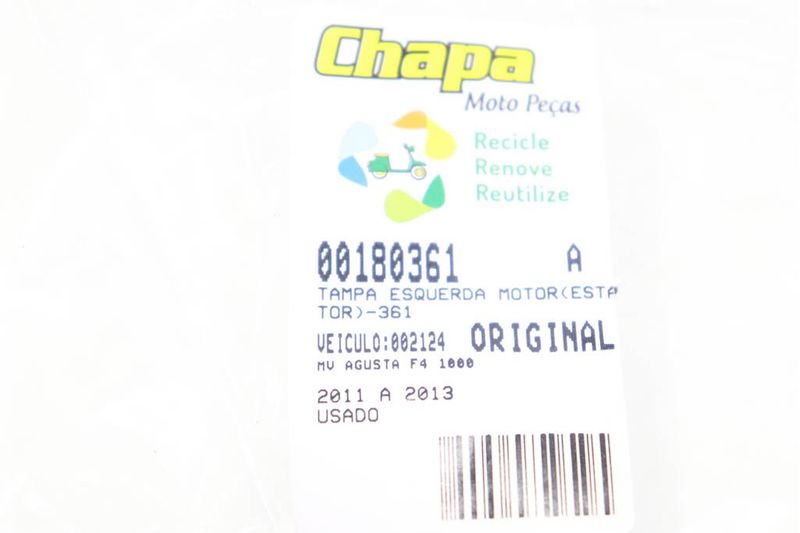 Chapa
Moto Peças
Recicle
Renove
Reutilize
00180361 A
TAMPA ESQUERDA MOTOR(ESTA
TOR)-361
VEICULO:002124 ORIGINAL
MV AGUSTA F4 1000
2011 A 2013
USADO